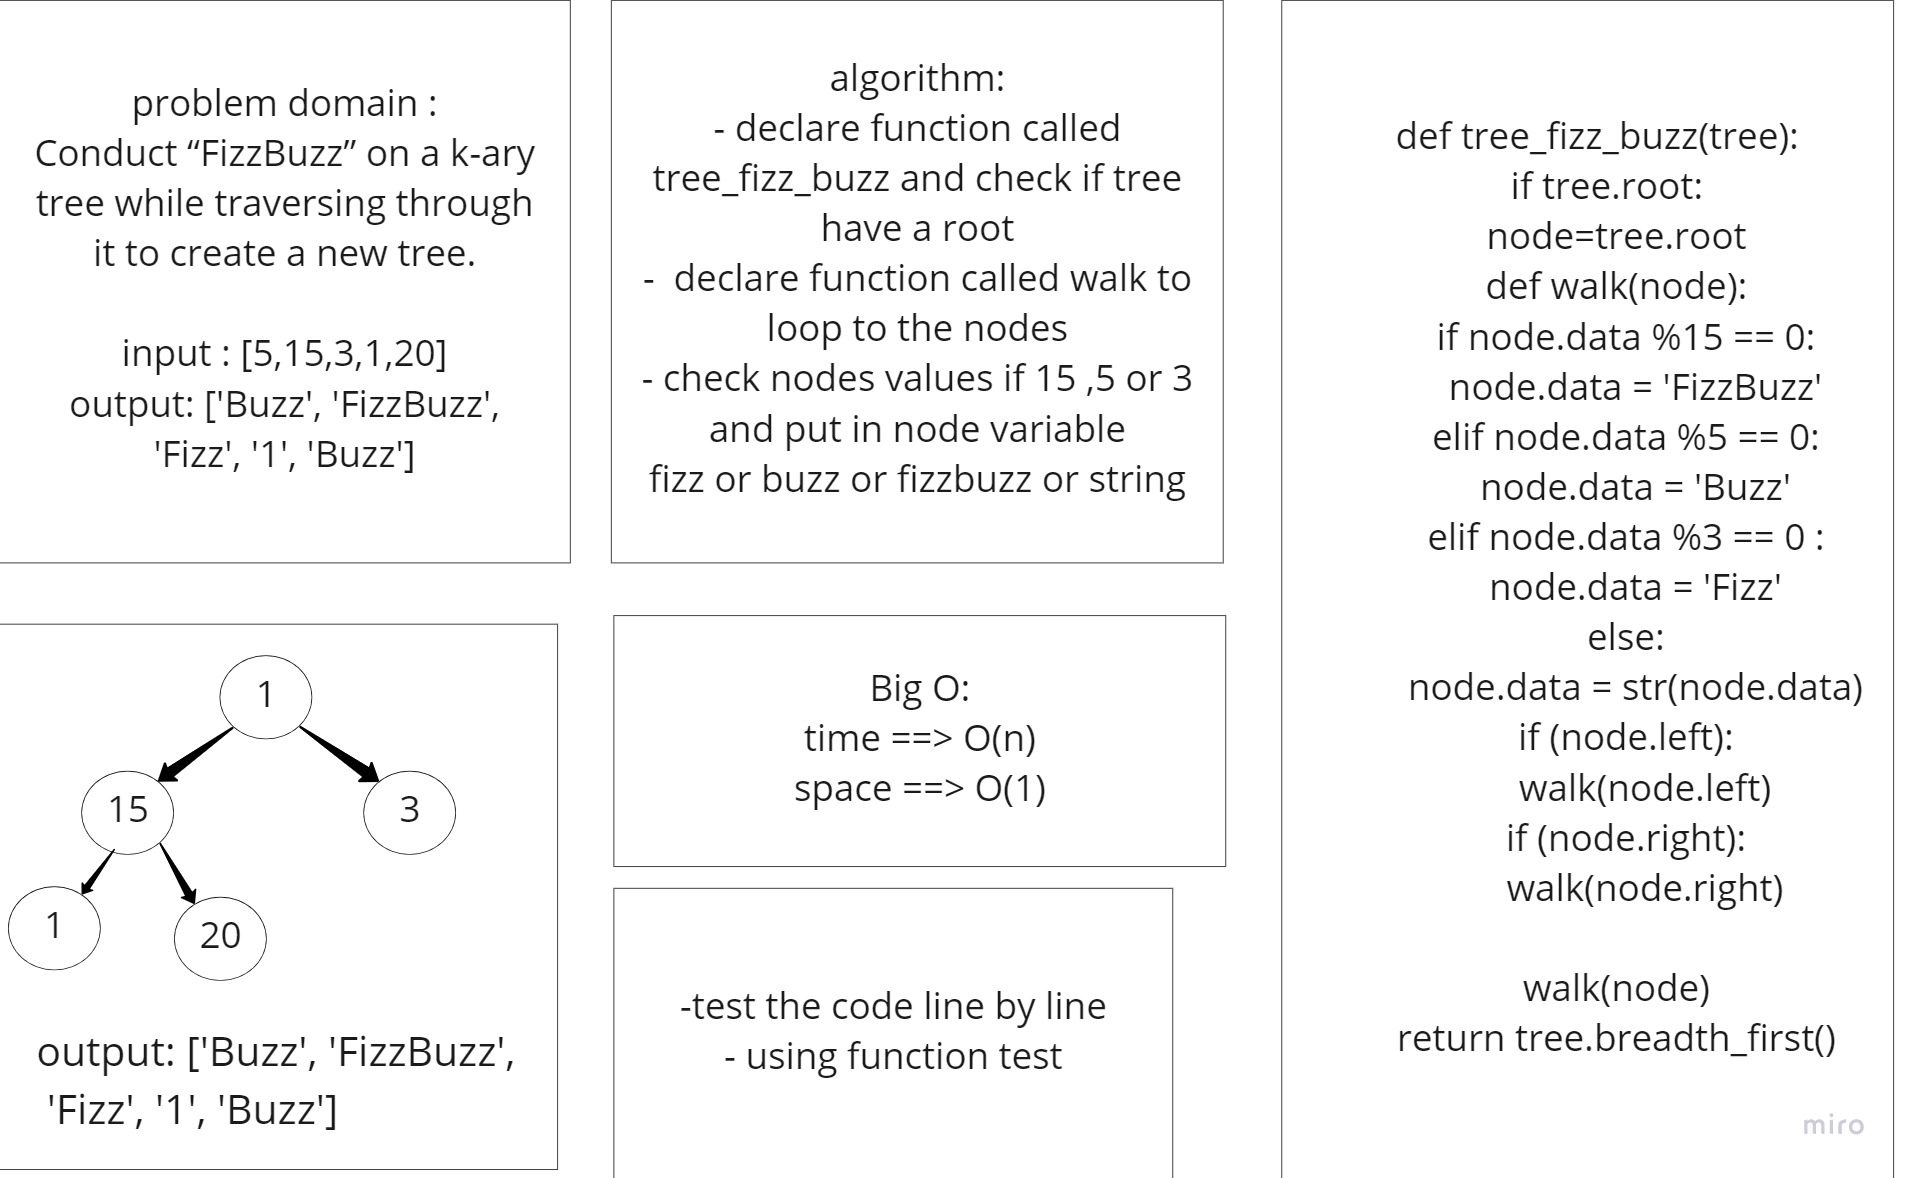 problem domain :
Conduct “FizzBuzz” on a k-ary
tree while traversing through
it to create a new tree.
input : [5,15,3,1,20]
output: ['Buzz', 'FizzBuzz',
'Fizz', '1', 'Buzz']
algorithm:
- declare function called
tree_fizz_buzz and check if tree
have a root
-  declare function called walk to
loop to the nodes
- check nodes values if 15 ,5 or 3
and put in node variable
fizz or buzz or fizzbuzz or string
1
15
3
1
20
output: ['Buzz', 'FizzBuzz',
'Fizz', '1', 'Buzz']
Big O:
time ==> O(n)
space ==> O(1)
-test the code line by line
- using function test
def tree_fizz_buzz(tree):
if tree.root:
node=tree.root
def walk(node):
if node.data %15 == 0:
node.data = 'FizzBuzz'
elif node.data %5 == 0:
node.data = 'Buzz'
elif node.data %3 == 0 :
node.data = 'Fizz'
else:
node.data = str(node.data)
if (node.left):
walk(node.left)
if (node.right):
walk(node.right)
walk(node)
return tree.breadth_first()
miro